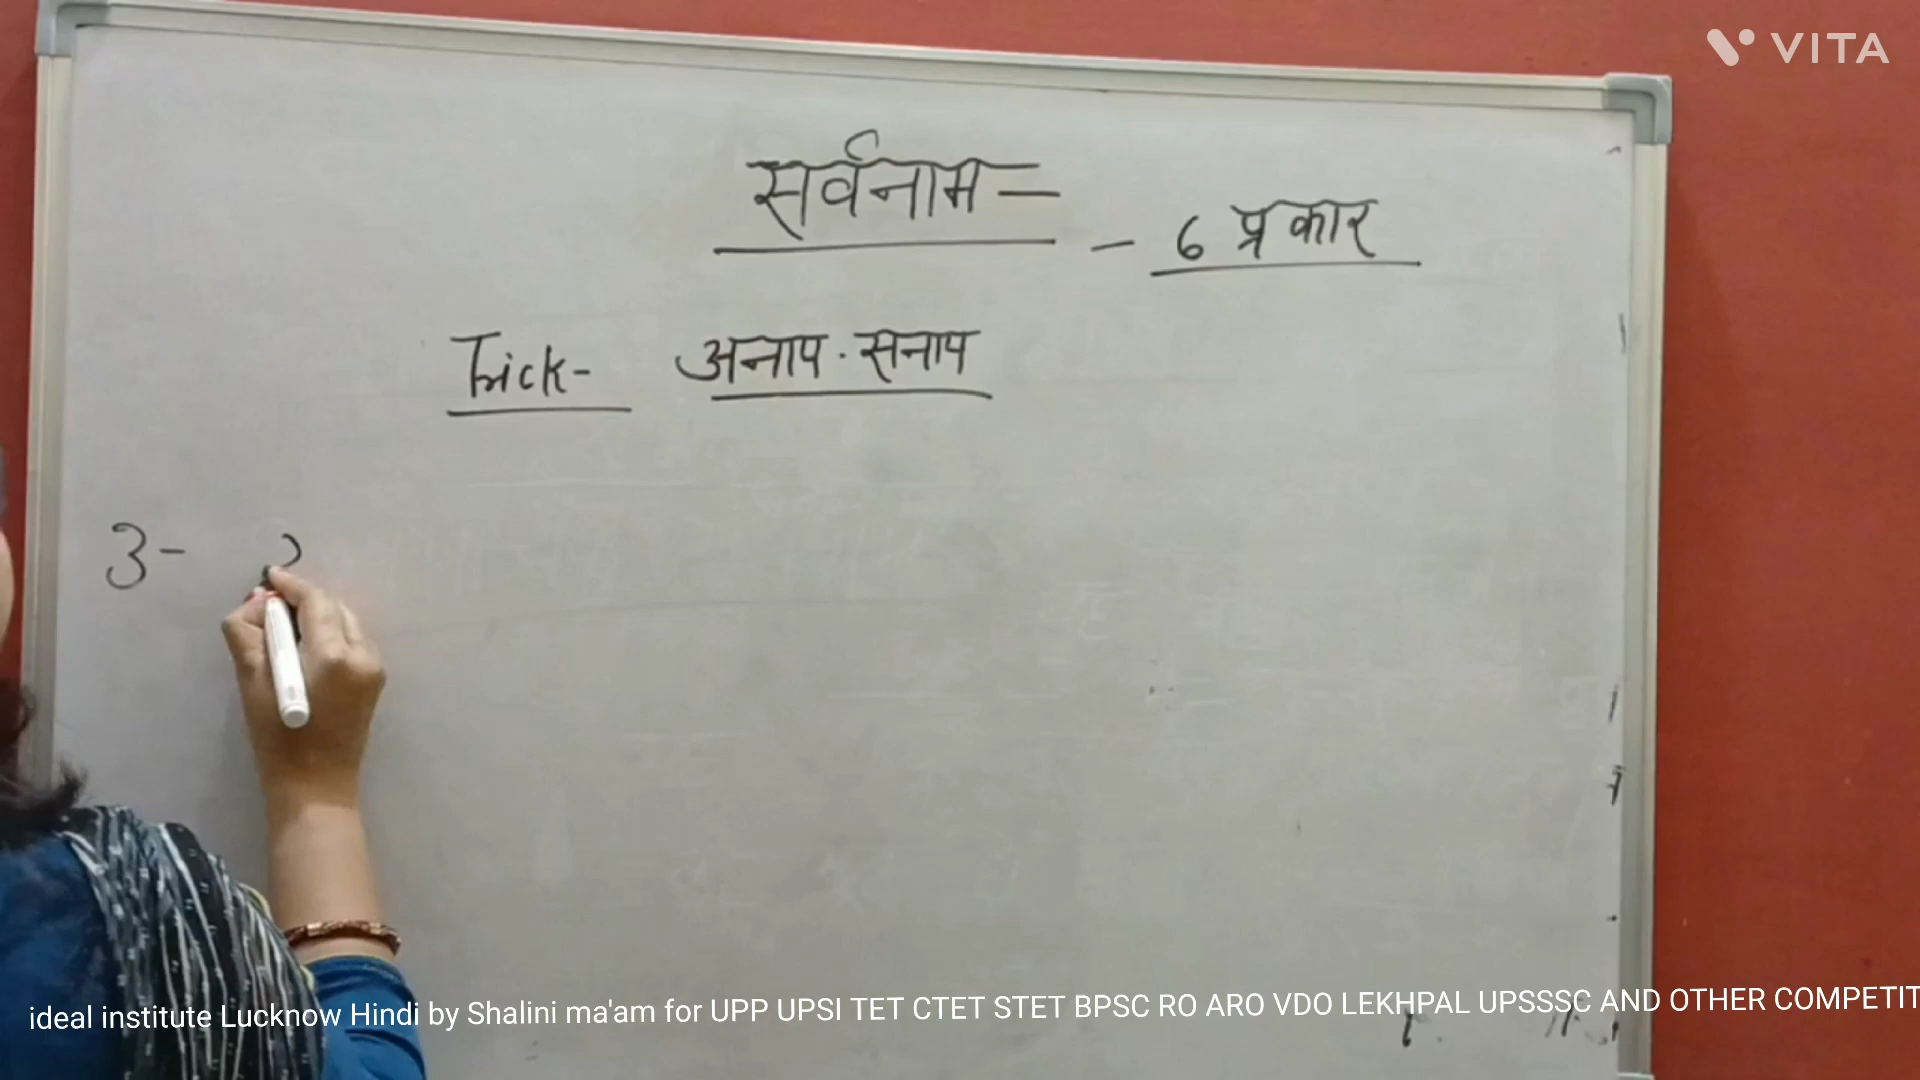 VITA
सर्वनाम —
— 6 प्रकार
Trick- अनाप . सनाप
3-
ideal institute Lucknow Hindi by Shalini ma'am for UPP UPSI TET CTET STET BPSC RO ARO VDO LEKHPAL UPSSSC AND OTHER COMPETIT